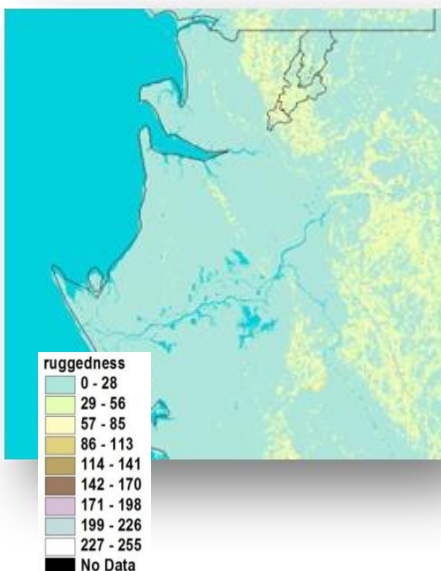 ruggedness
0 - 28
29 - 56
57 - 85
86 - 113
114 - 141
142 - 170
171 - 198
199 - 226
227 - 255
No Data